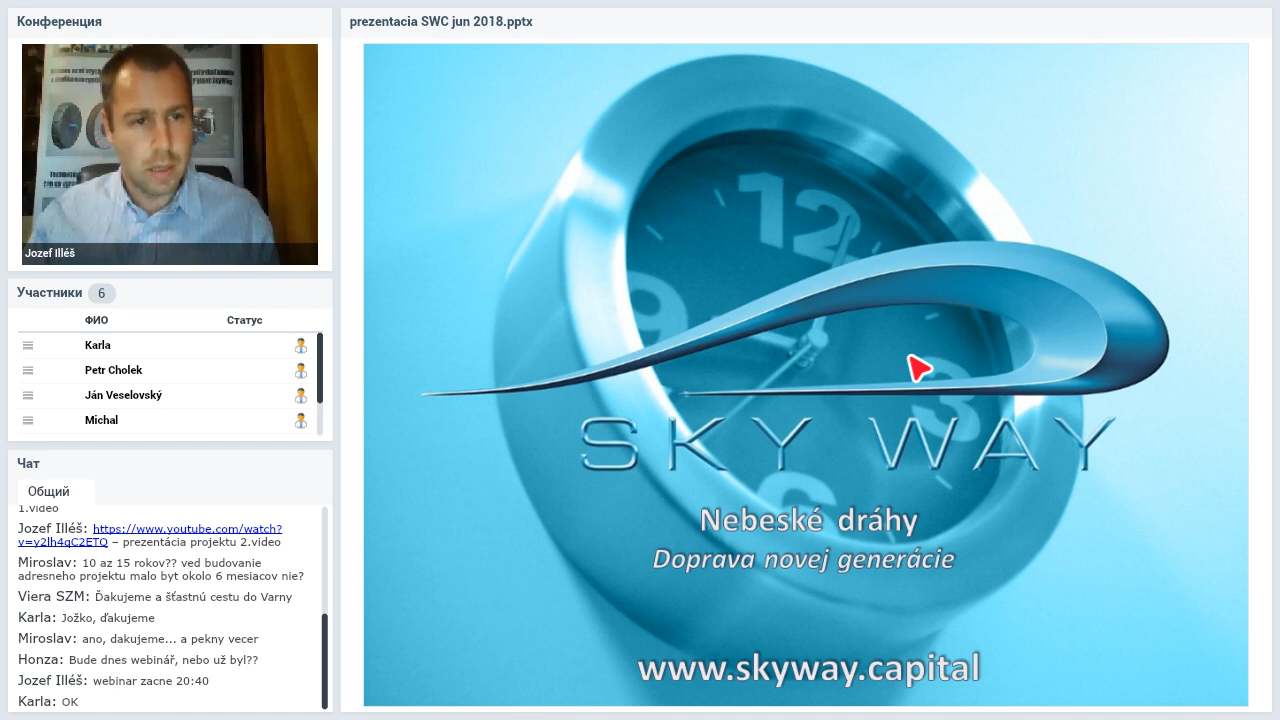 Конференция
Jozef Illéš
Участники 6
ФИО Статус
Karla
Petr Cholek
Ján Veselovský
Michal
Чат
Общий
1.video
Jozef Illéš: https://www.youtube.com/watch?
v=y2lh4qC2ETQ – prezentácia projektu 2.video
Miroslav: 10 az 15 rokov?? ved budovanie
adresneho projektu malo byt okolo 6 mesiacov nie?
Viera SZM: Ďakujeme a šťastnú cestu do Varny
Karla: Jožko, ďakujeme
Miroslav: ano, dakujeme... a pekny vecer
Honza: Bude dnes webinář, nebo už byl??
Jozef Illéš: webinar zacne 20:40
Karla: OK
prezentacia SWC jun 2018.pptx
12
9
3
6
SKY WAY
Nebeské dráhy
Doprava novej generácie
www.skyway.capital